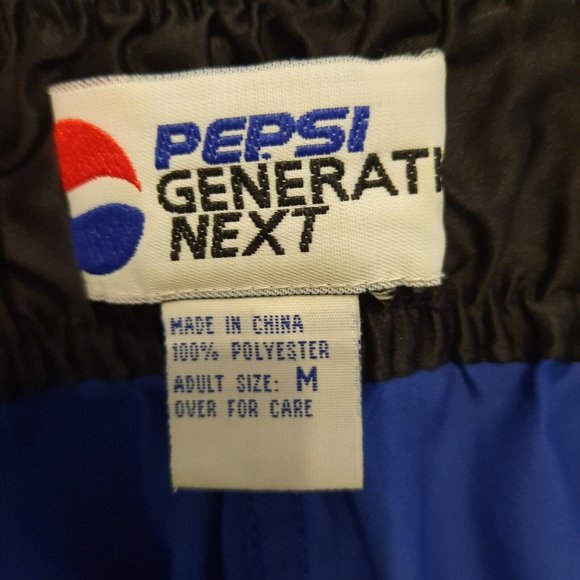 PEPSI
GENERATI
NEXT
MADE IN CHINA
100% POLYESTER
ADULT SIZE: M
OVER FOR CARE